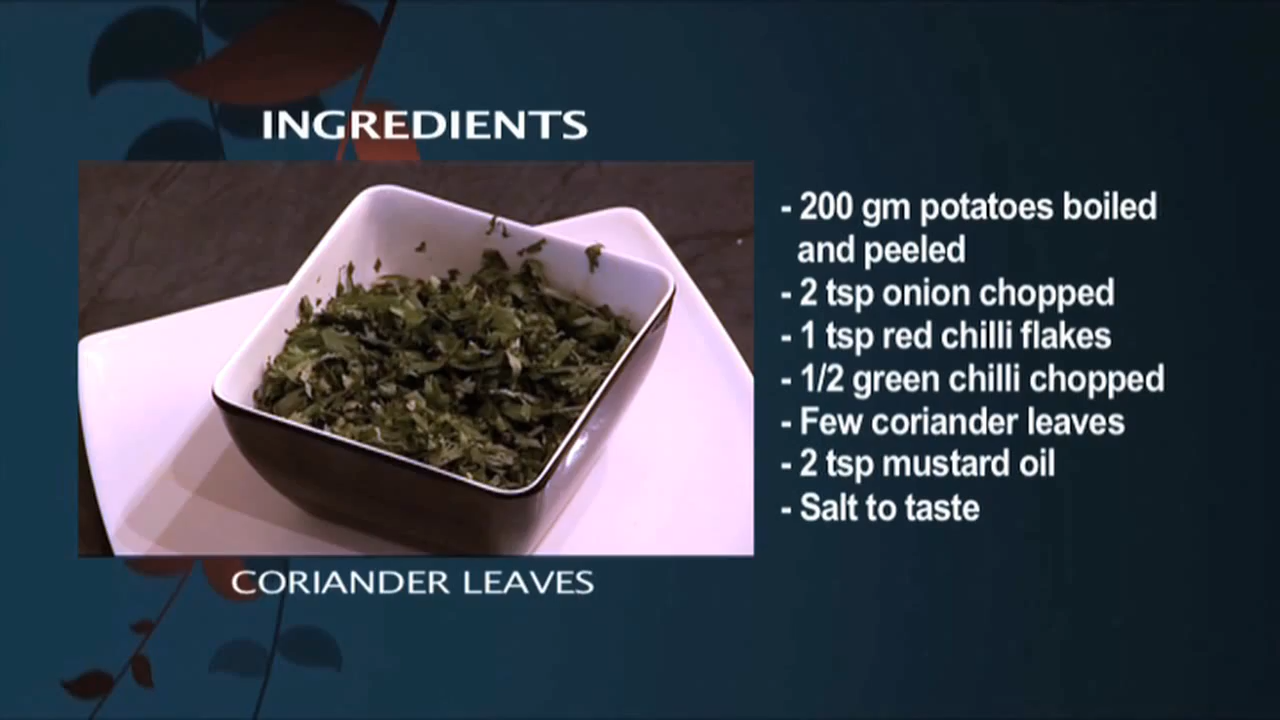 INGREDIENTS
- 200 gm potatoes boiled
and peeled
- 2 tsp onion chopped
- 1 tsp red chilli flakes
- 1/2 green chilli chopped
- Few coriander leaves
- 2 tsp mustard oil
- Salt to taste
CORIANDER LEAVES